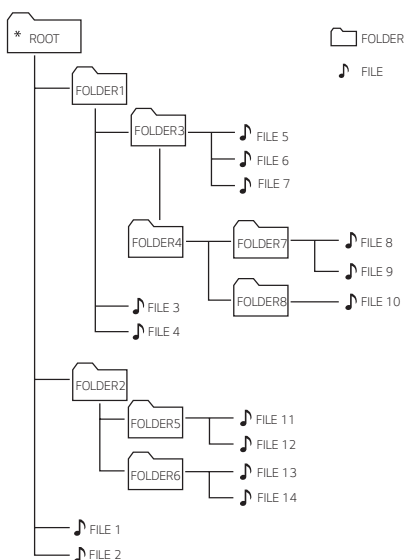 * ROOT
FOLDER
FILE
FOLDER1
FOLDER3
FILE 5
FILE 6
FILE 7
FOLDER4
FOLDER7
FILE 8
FILE 9
FOLDER8
FILE 10
FILE 3
FILE 4
FOLDER2
FOLDER5
FILE 11
FILE 12
FOLDER6
FILE 13
FILE 14
FILE 1
FILE 2